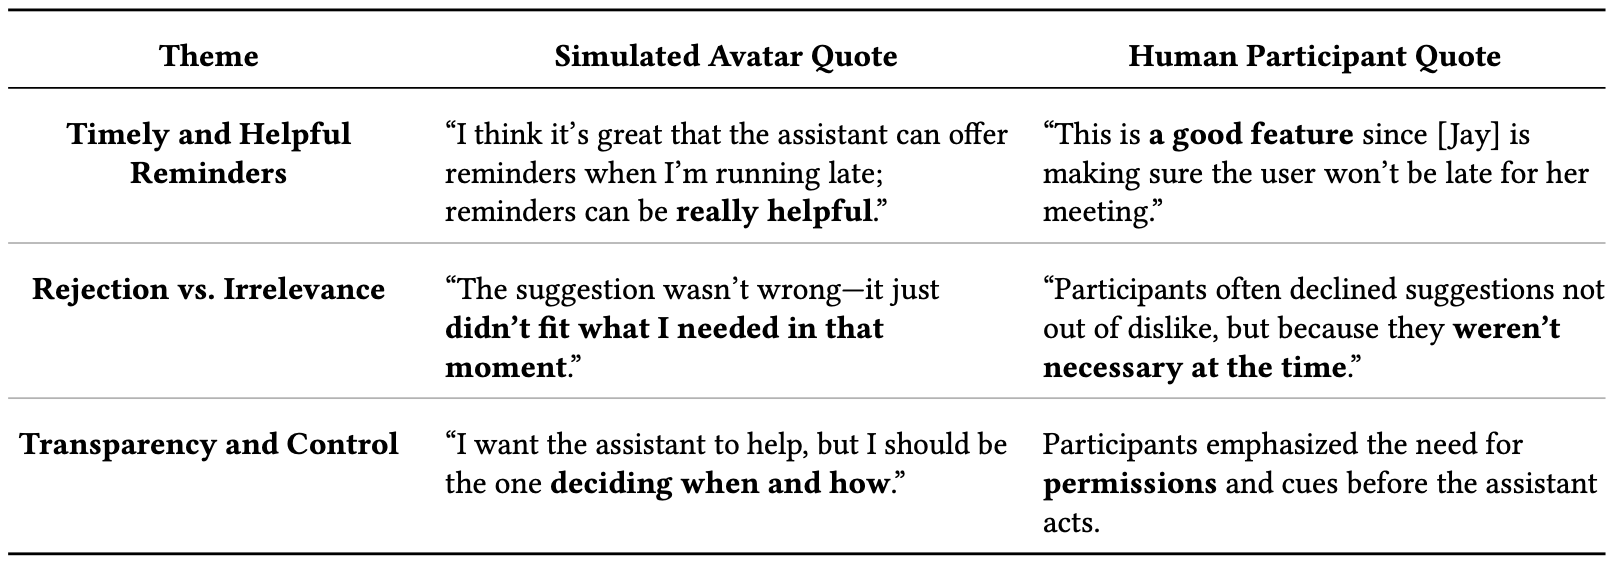 Theme Simulated Avatar Quote Human Participant Quote
Timely and Helpful
Reminders
“I think it’s great that the assistant can offer
reminders when I’m running late;
reminders can be really helpful.”
“This is a good feature since [Jay] is
making sure the user won’t be late for her
meeting.”
Rejection vs. Irrelevance
“The suggestion wasn’t wrong—it just
didn’t fit what I needed in that
moment.”
“Participants often declined suggestions not
out of dislike, but because they weren’t
necessary at the time.”
Transparency and Control
“I want the assistant to help, but I should be
the one deciding when and how.”
Participants emphasized the need for
permissions and cues before the assistant
acts.